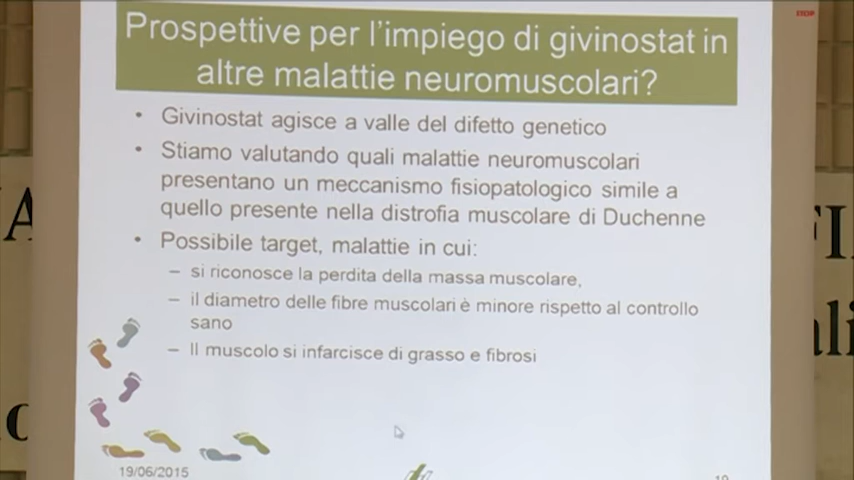 Prospettive per l'impiego di givinostat in
altre malattie neuromuscolari?
• Givinostat agisce a valle del difetto genetico
• Stiamo valutando quali malattie neuromuscolari
presentano un meccanismo fisiopatologico simile a
quello presente nella distrofia muscolare di Duchenne
• Possibile target, malattie in cui:
– si riconosce la perdita della massa muscolare,
– il diametro delle fibre muscolari è minore rispetto al controllo
sano
– Il muscolo si infarcisce di grasso e fibrosi
19/06/2015